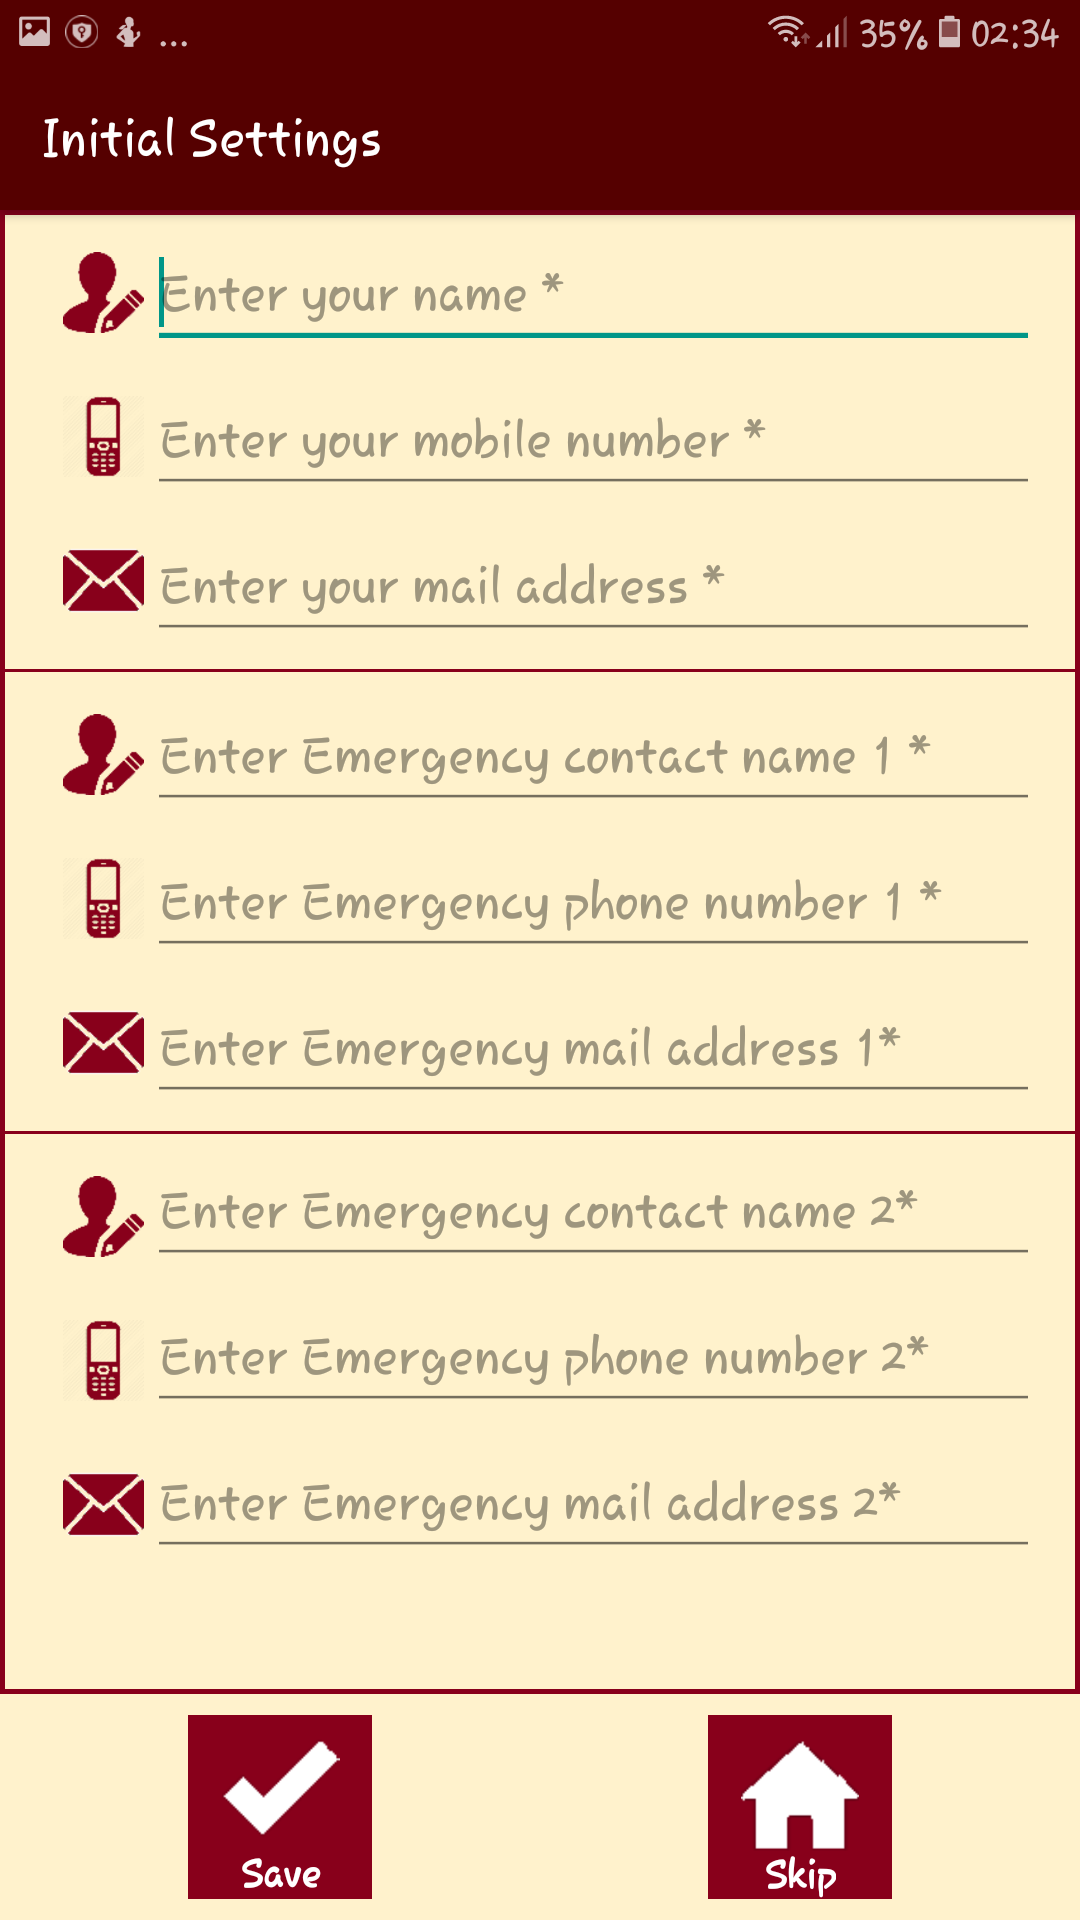 ... 35% 02:34
Initial Settings
Enter your name *
Enter your mobile number *
Enter your mail address *
Enter Emergency contact name 1 *
Enter Emergency phone number 1 *
Enter Emergency mail address 1*
Enter Emergency contact name 2*
Enter Emergency phone number 2*
Enter Emergency mail address 2*
Save Skip